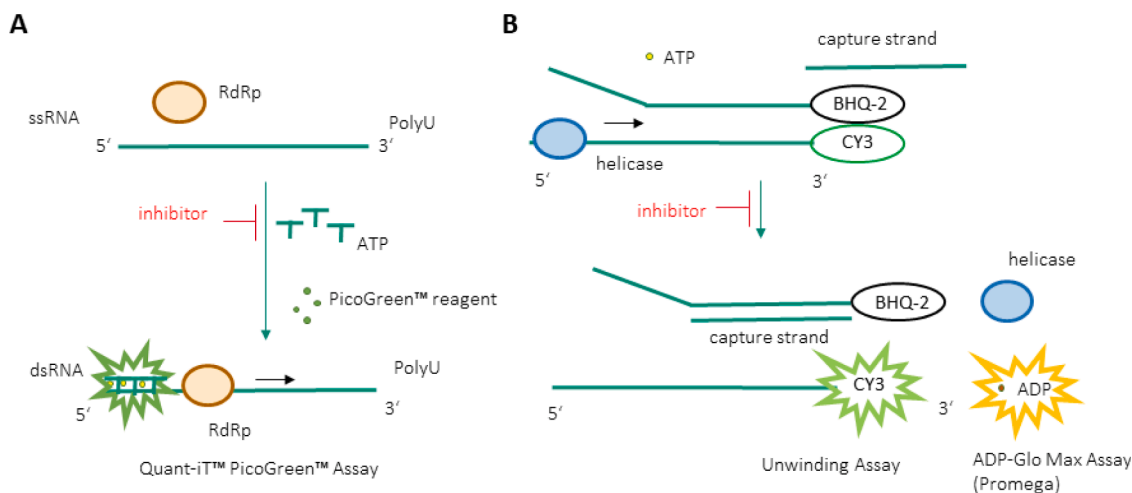 A
RdRp
ssRNA
PolyU
5‘
3‘
inhibitor
ATP
PicoGreen™ reagent
dsRNA
PolyU
5‘
3‘
RdRp
Quant-iT™ PicoGreen™ Assay
B
capture strand
ATP
BHQ-2
CY3
helicase
5‘
3‘
inhibitor
helicase
BHQ-2
capture strand
CY3
3‘
ADP
5‘
Unwinding Assay
ADP-Glo Max Assay
(Promega)